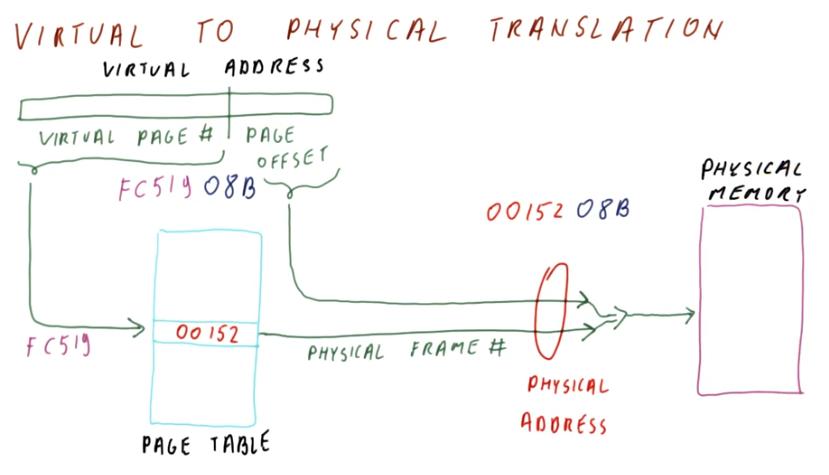 VIRTUAL TO PHYSICAL TRANSLATION
VIRTUAL ADDRESS
VIRTUAL PAGE # PAGE
OFFSET
FC519 08B
PHYSICAL
MEMORY
00152 08B
00152
FC519
PHYSICAL FRAME #
PHYSICAL
ADDRESS
PAGE TABLE